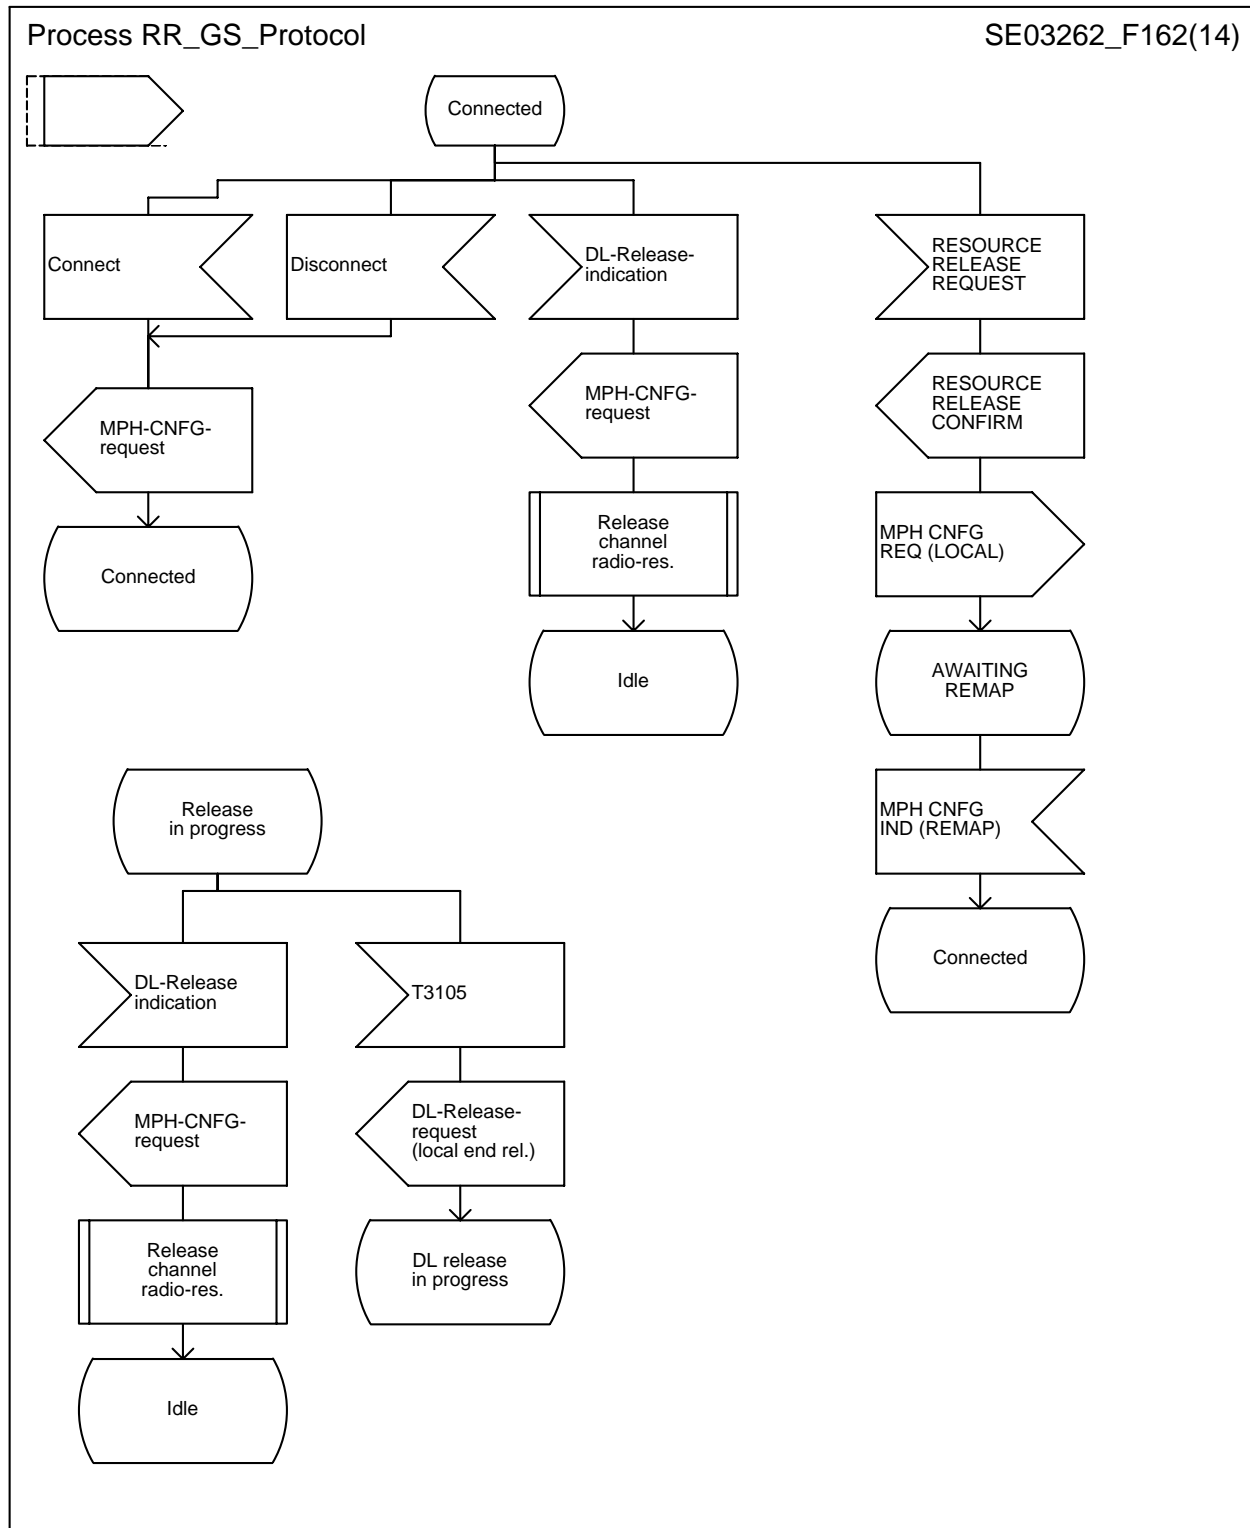 Process RR_GS_Protocol
SE03262_F162(14)
Connected
Connect
Disconnect
DL-Release-
indication
RESOURCE
RELEASE
REQUEST
MPH-CNFG-
request
MPH-CNFG-
request
RESOURCE
RELEASE
CONFIRM
Connected
Release
channel
radio-res.
MPH CNFG
REQ (LOCAL)
Idle
AWAITING
REMAP
Release
in progress
MPH CNFG
IND (REMAP)
DL-Release
indication
T3105
Connected
MPH-CNFG-
request
DL-Release-
request
(local end rel.)
Release
channel
radio-res.
DL release
in progress
Idle